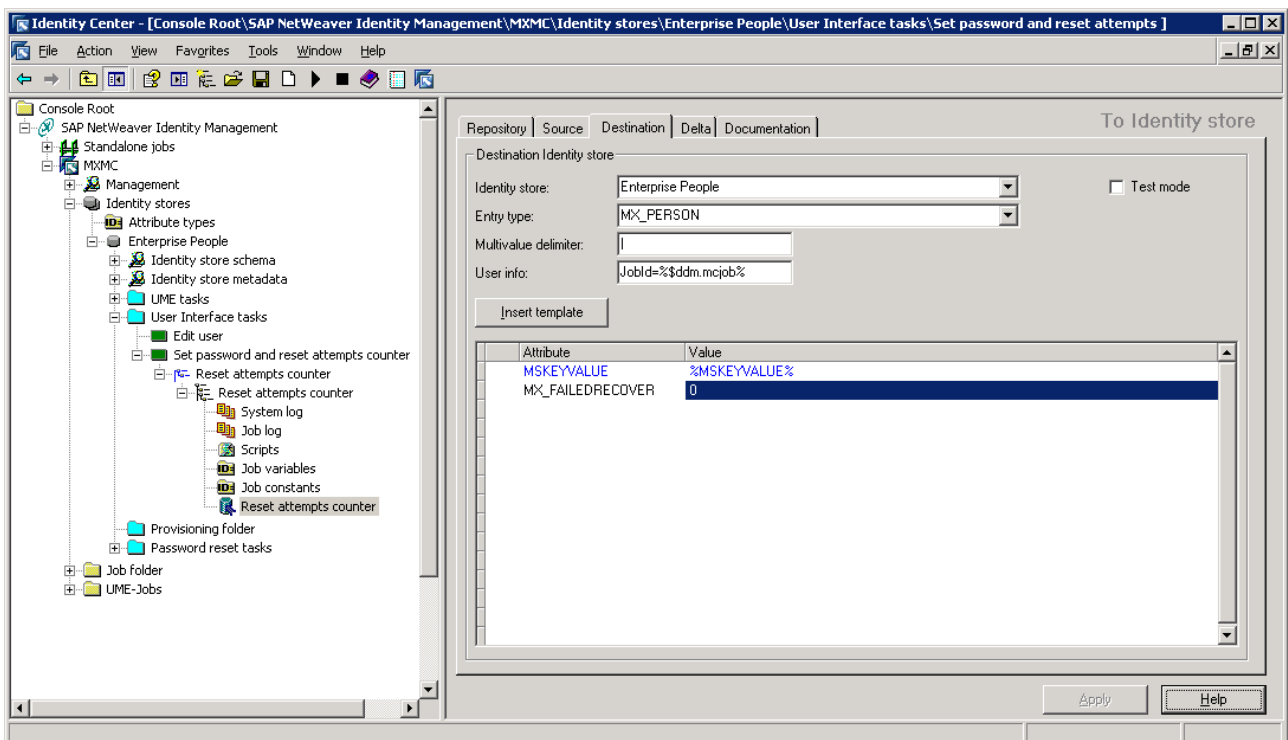 Identity Center - [Console Root\SAP NetWeaver Identity Management\MXMC\Identity stores\Enterprise People\User Interface tasks\Set password and reset attempts ]
File Action View Favorites Tools Window Help
Console Root
SAP NetWeaver Identity Management
Standalone jobs
MXMC
Management
Identity stores
Attribute types
Enterprise People
Identity store schema
Identity store metadata
UME tasks
User Interface tasks
Edit user
Set password and reset attempts counter
Reset attempts counter
Reset attempts counter
System log
Job log
Scripts
Job variables
Job constants
Reset attempts counter
Provisioning folder
Password reset tasks
Job folder
UME-Jobs
To Identity store
Repository Source Destination Delta Documentation
Destination Identity store
Identity store: Enterprise People Test mode
Entry type: MX_PERSON
Multivalue delimiter: |
User info: JobId=%$ddm.mcjob%
Insert template
Attribute Value
MSKEYVALUE %MSKEYVALUE%
MX_FAILEDRECOVER 0
Apply Help